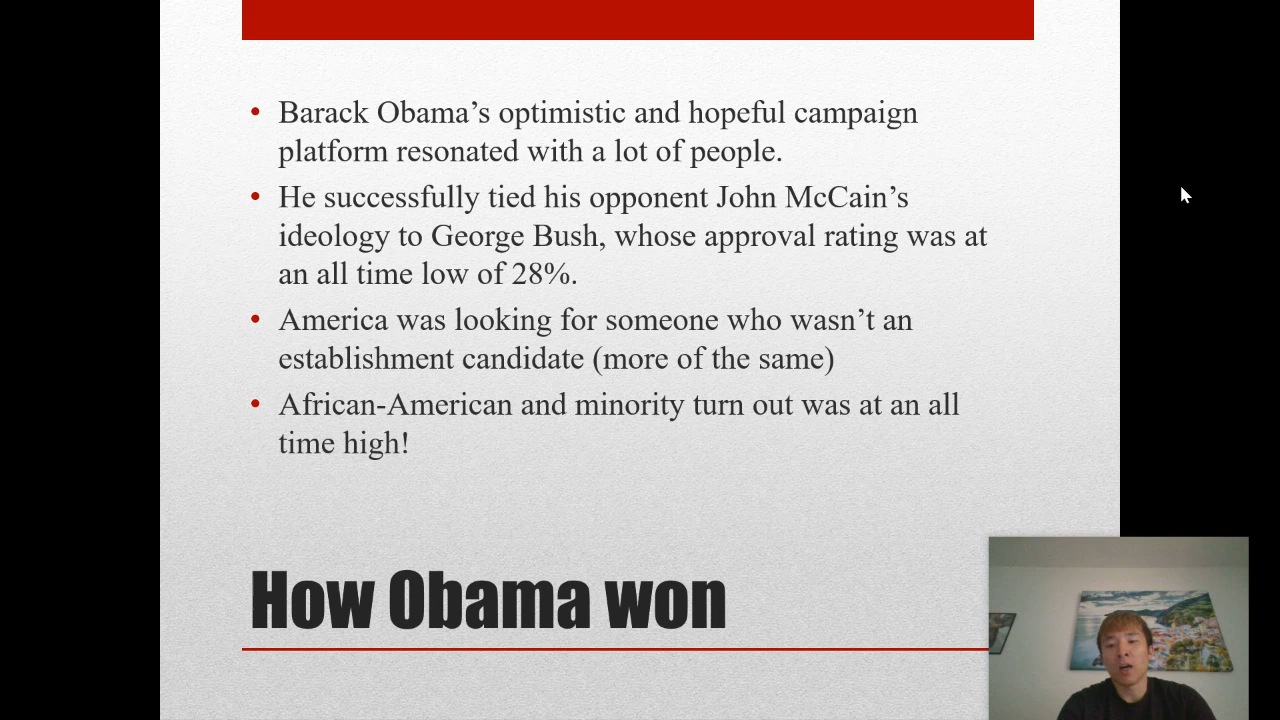 • Barack Obama’s optimistic and hopeful campaign
platform resonated with a lot of people.
• He successfully tied his opponent John McCain’s
ideology to George Bush, whose approval rating was at
an all time low of 28%.
• America was looking for someone who wasn’t an
establishment candidate (more of the same)
• African-American and minority turn out was at an all
time high!
How Obama won